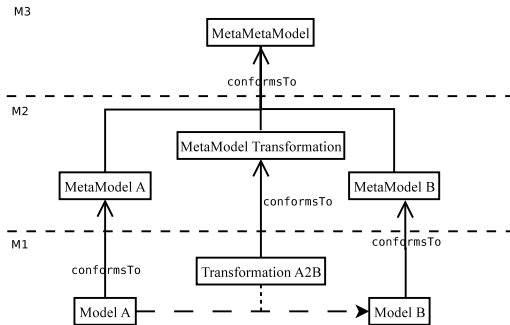 M3
MetaMetaModel
conformsTo
M2
MetaModel Transformation
MetaModel A
MetaModel B
conformsTo
M1
conformsTo
conformsTo
Transformation A2B
Model A
Model B